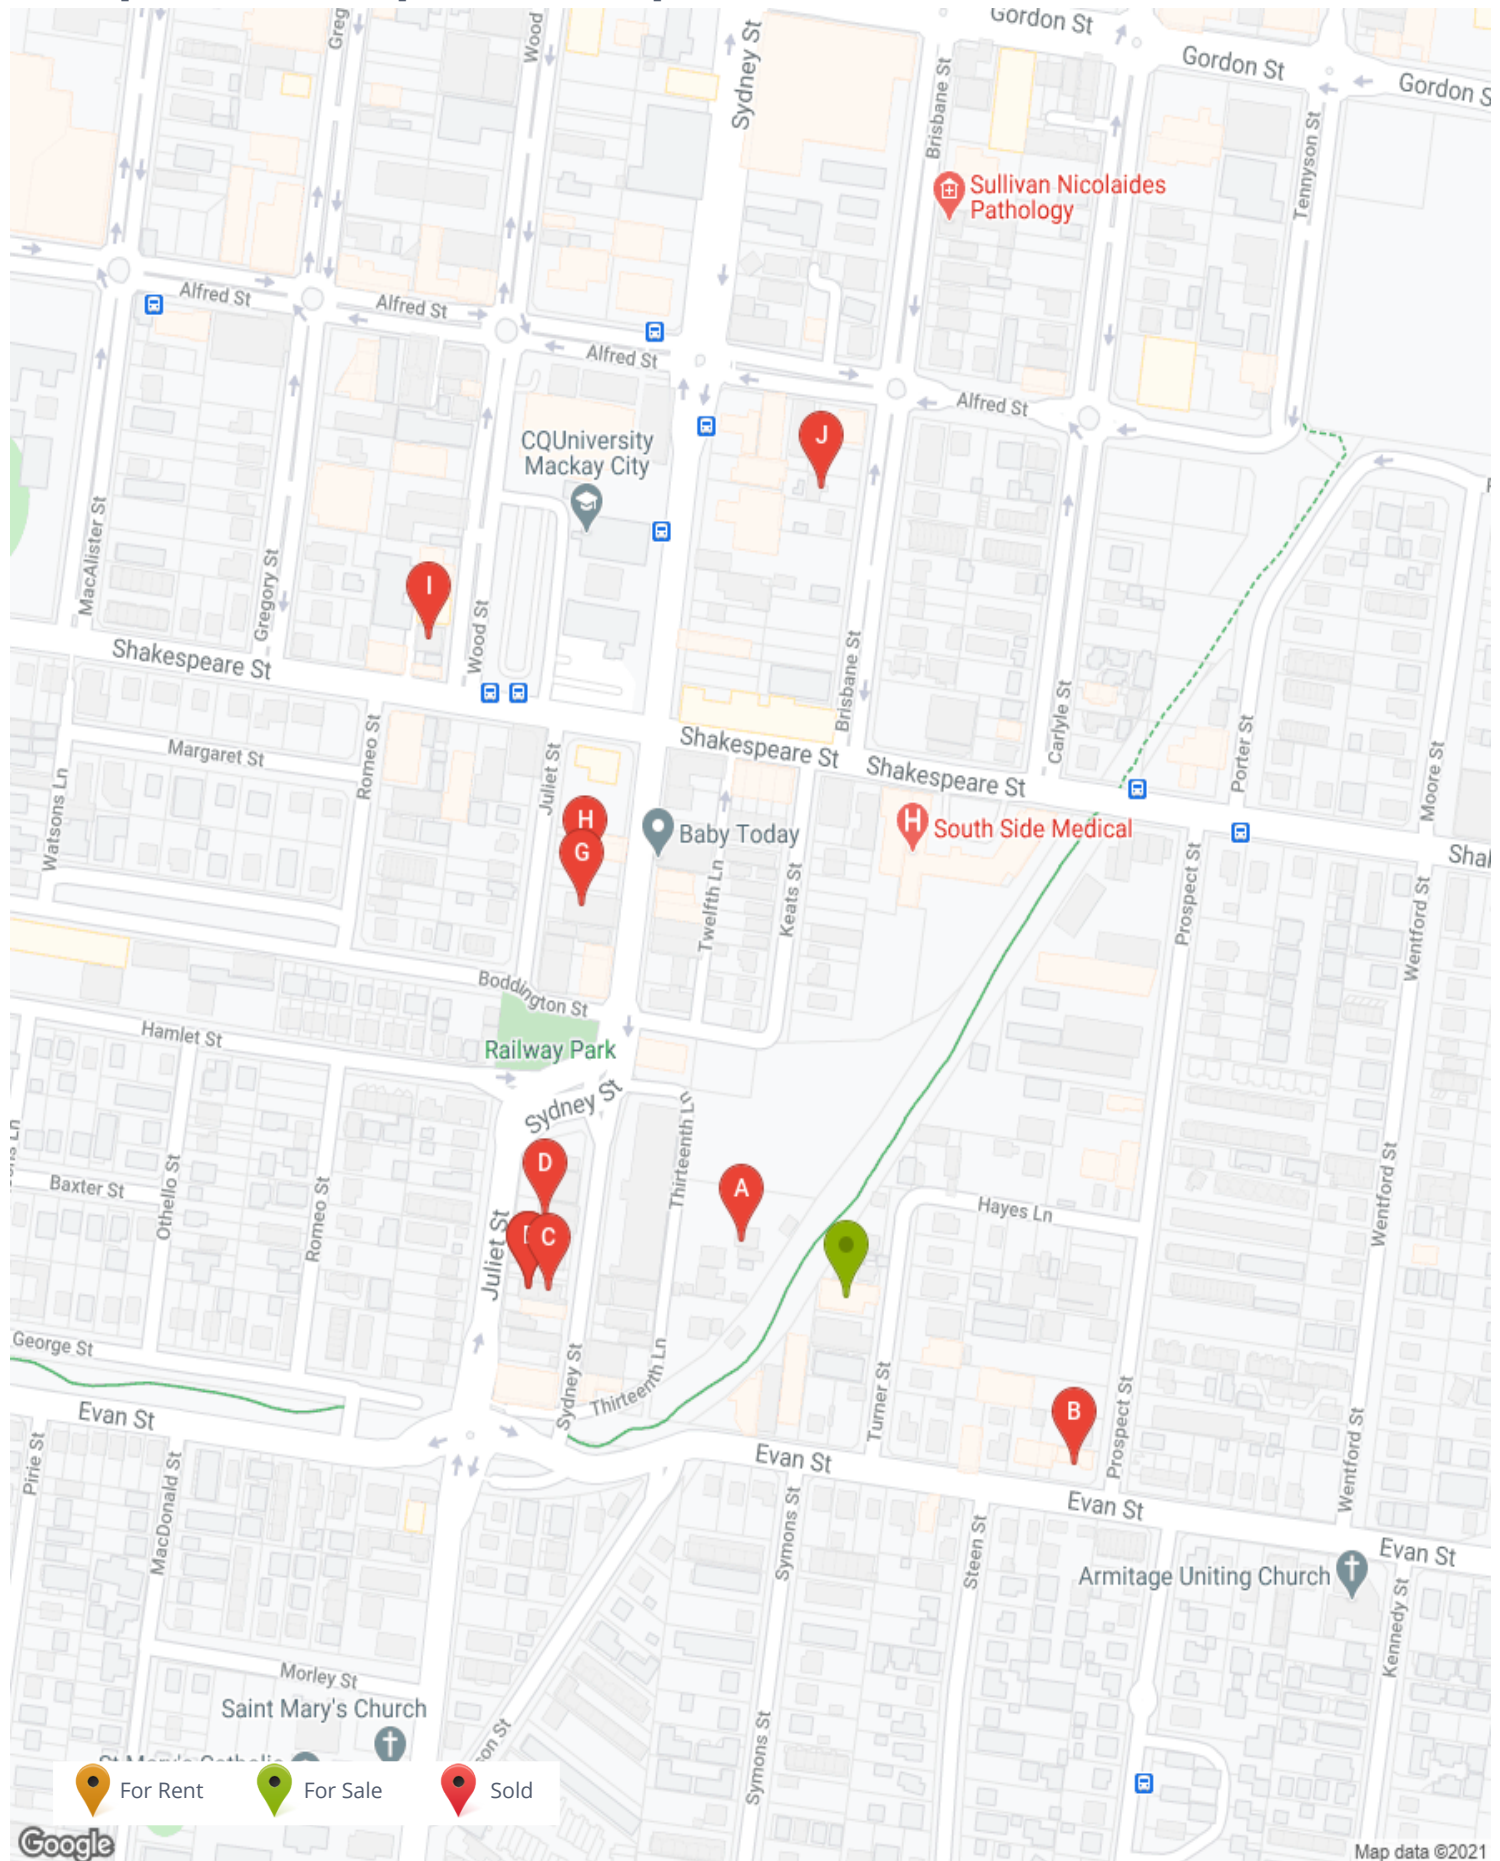 Gordon St
Gordon St
Gordon S
Greg
Wood
Sydney St
Brisbane St
Tennyson St
Sullivan Nicolaides
Pathology
Alfred St
Alfred St
Alfred St
Alfred St
J
CQUniversity
Mackay City
MacAlister St
Gregory St
I
Wood St
Brisbane St
Carlyle St
Porter St
Moore St
Shakespeare St
Shakespeare St
Shakespeare St
Margaret St
Romeo St
Juliet St
Watsons Ln
H
G
Baby Today
H
South Side Medical
Shal
Twelfth Ln
Keats St
Prospect St
Wentford St
Boddington St
Hamlet St
Railway Park
Sydney St
Thirteenth Ln
Baxter St
Othello St
Romeo St
Juliet St
D
A
C
Hayes Ln
Wentford St
George St
Evan St
Sydney St
Thirteenth Ln
Turner St
B
Prospect St
Wentford St
Evan St
Evan St
Evan St
Pirie St
MacDonald St
Symons St
Steen St
Armitage Uniting Church
Kennedy St
Morley St
Saint Mary's Church
son St
Symons St
For Rent
For Sale
Sold
Google
Map data ©2021